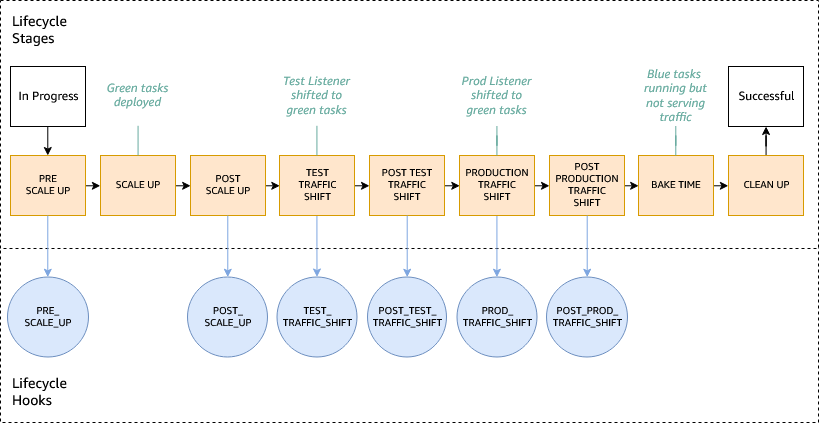 Lifecycle
Stages
In Progress
Green tasks
deployed
Test Listener
shifted to
green tasks
Prod Listener
shifted to
green tasks
Blue tasks
running but
not serving
traffic
Successful
PRE
SCALE UP
SCALE UP
POST
SCALE UP
TEST
TRAFFIC
SHIFT
POST TEST
TRAFFIC
SHIFT
PRODUCTION
TRAFFIC
SHIFT
POST
PRODUCTION
TRAFFIC
SHIFT
BAKE TIME
CLEAN UP
PRE_
SCALE_UP
POST_
SCALE_UP
TEST_
TRAFFIC_SHIFT
POST_TEST_
TRAFFIC_SHIFT
PROD_
TRAFFIC_SHIFT
POST_PROD_
TRAFFIC_SHIFT
Lifecycle
Hooks